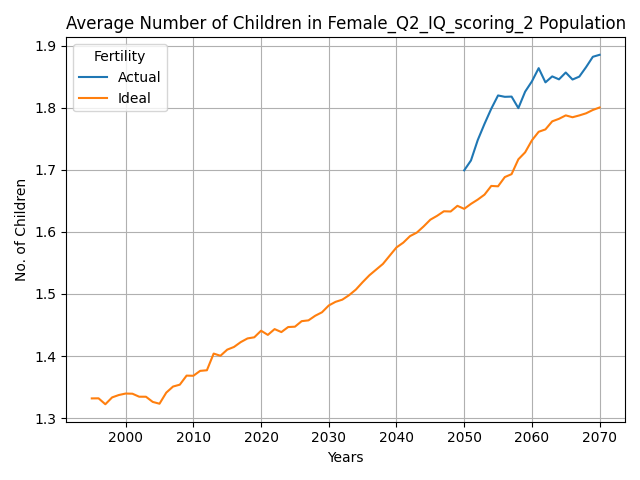 Average Number of Children in Female_Q2_IQ_scoring_2 Population
Fertility
Actual
Ideal
No. of Children
1.9
1.8
1.7
1.6
1.5
1.4
1.3
2000 2010 2020 2030 2040 2050 2060 2070
Years